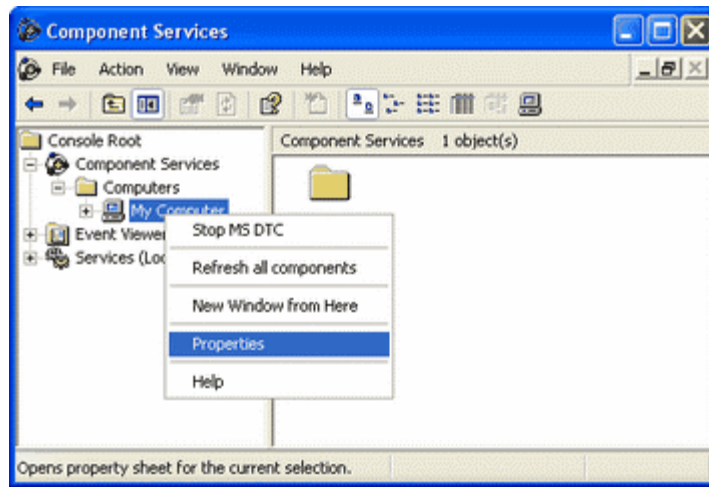 Component Services
File Action View Window Help
Console Root
Component Services 1 object(s)
Component Services
Computers
My Computer
Event Viewer
Stop MS DTC
Services (Loc
Refresh all components
New Window from Here
Properties
Help
Opens property sheet for the current selection.